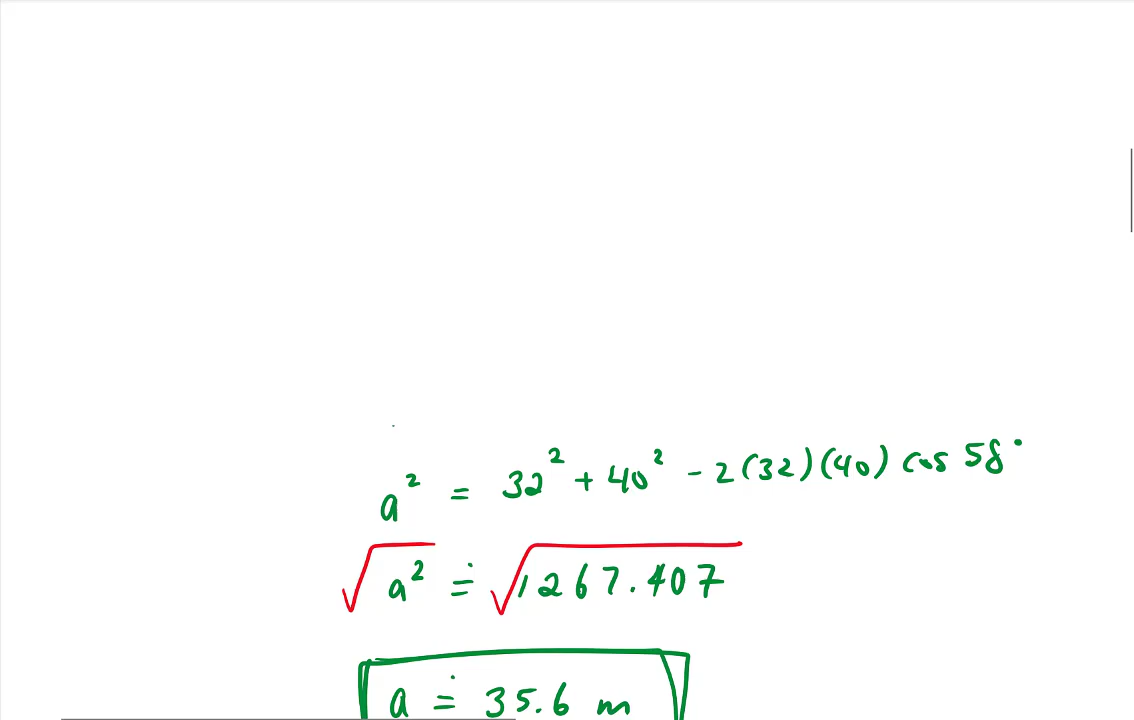 a² = 32² + 40² - 2(32)(40) cos 58°
√a² ≐ √1267.407
a ≐ 35.6 m